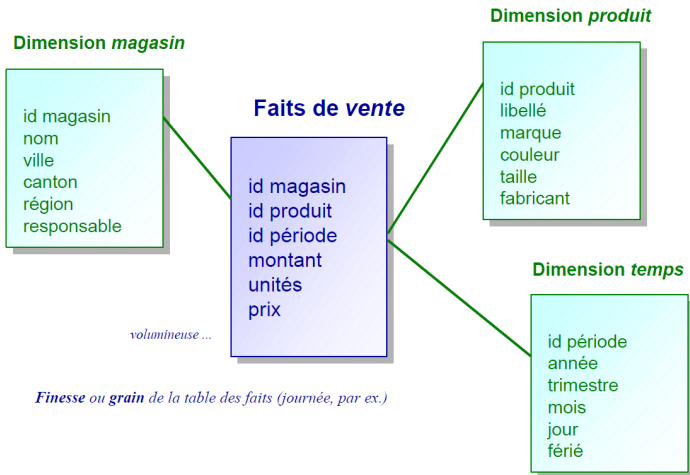 Dimension magasin
id magasin
nom
ville
canton
région
responsable
Faits de vente
id magasin
id produit
id période
montant
unités
prix
Dimension produit
id produit
libellé
marque
couleur
taille
fabricant
Dimension temps
id période
année
trimestre
mois
jour
férié
volumineuse ...
Finesse ou grain de la table des faits (journée, par ex.)